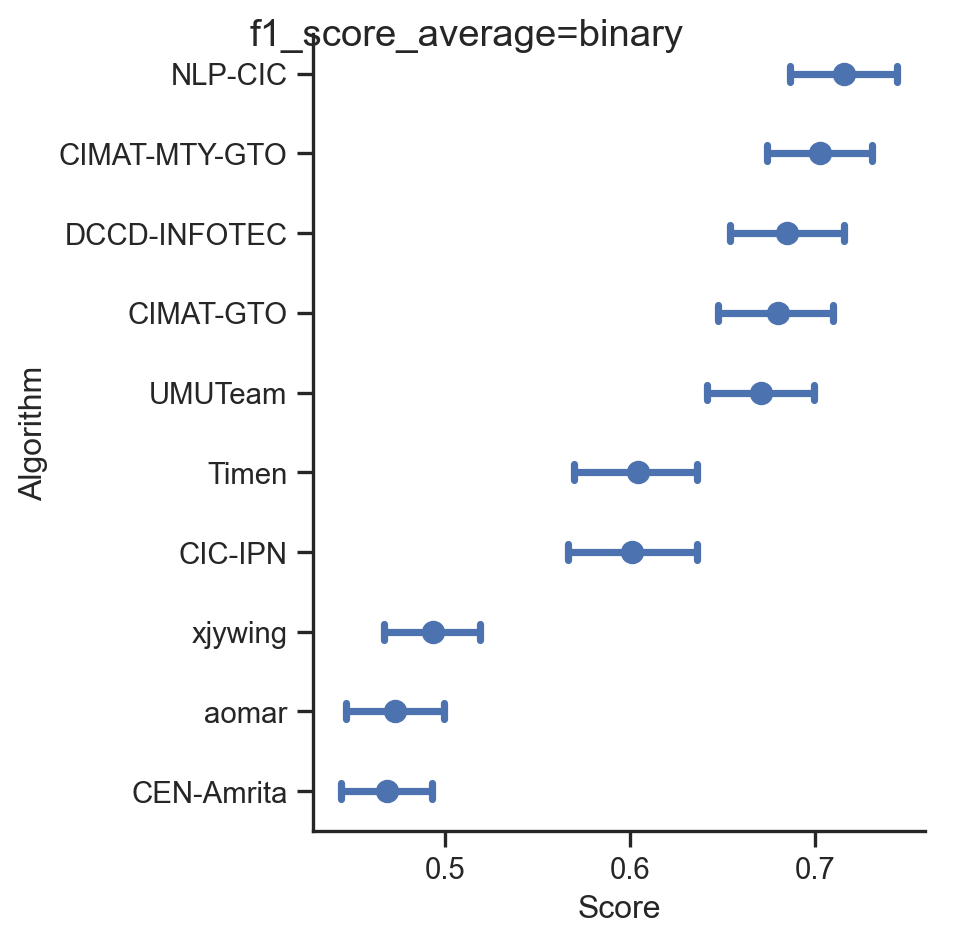 f1_score_average=binary
NLP-CIC
CIMAT-MTY-GTO
DCCD-INFOTEC
CIMAT-GTO
UMUTeam
Timen
CIC-IPN
xjywing
aomar
CEN-Amrita
Algorithm
0.5 0.6 0.7
Score